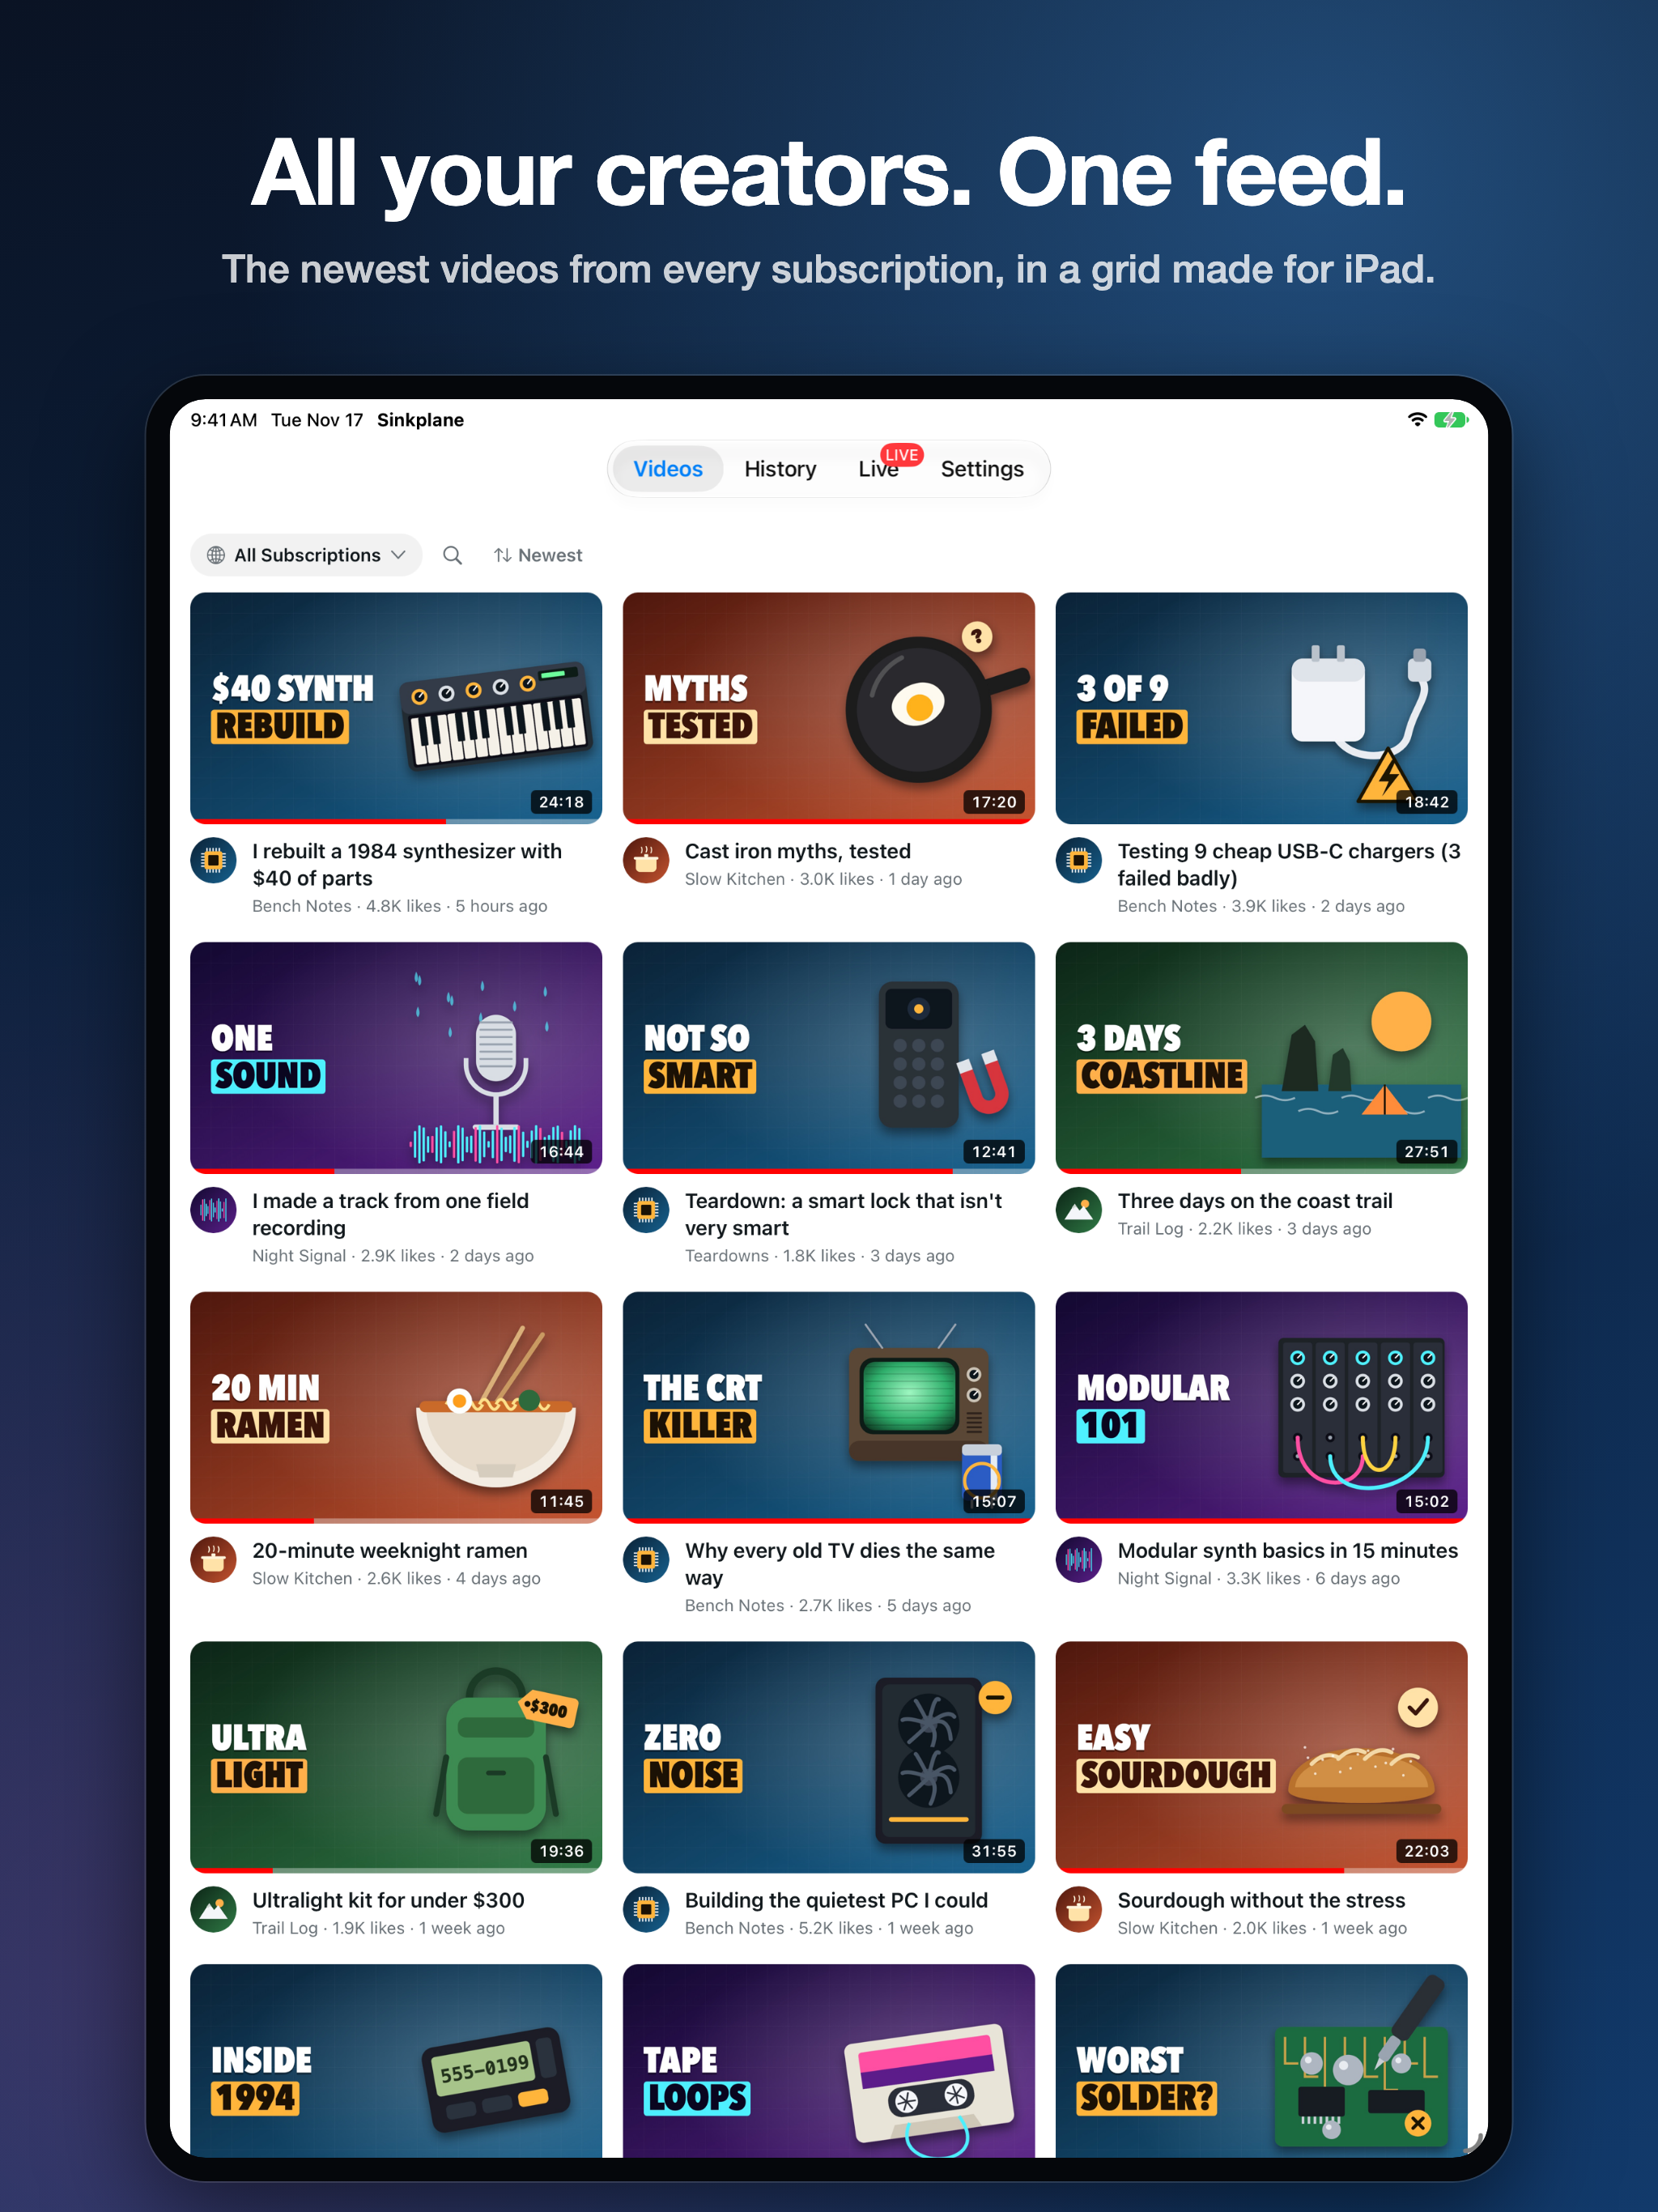 All your creators. One feed.
The newest videos from every subscription, in a grid made for iPad.
9:41 AM Tue Nov 17 Sinkplane
Videos History Live LIVE Settings
All Subscriptions Newest
$40 SYNTH
REBUILD
24:18
MYTHS
TESTED
?
17:20
3 OF 9
FAILED
18:42
I rebuilt a 1984 synthesizer with
$40 of parts
Bench Notes · 4.8K likes · 5 hours ago
Cast iron myths, tested
Slow Kitchen · 3.0K likes · 1 day ago
Testing 9 cheap USB-C chargers (3
failed badly)
Bench Notes · 3.9K likes · 2 days ago
ONE
SOUND
16:44
NOT SO
SMART
12:41
3 DAYS
COASTLINE
27:51
I made a track from one field
recording
Night Signal · 2.9K likes · 2 days ago
Teardown: a smart lock that isn't
very smart
Teardowns · 1.8K likes · 3 days ago
Three days on the coast trail
Trail Log · 2.2K likes · 3 days ago
20 MIN
RAMEN
11:45
THE CRT
KILLER
15:07
MODULAR
101
15:02
20-minute weeknight ramen
Slow Kitchen · 2.6K likes · 4 days ago
Why every old TV dies the same
way
Bench Notes · 2.7K likes · 5 days ago
Modular synth basics in 15 minutes
Night Signal · 3.3K likes · 6 days ago
ULTRA
LIGHT
$300
19:36
ZERO
NOISE
31:55
EASY
SOURDOUGH
22:03
Ultralight kit for under $300
Trail Log · 1.9K likes · 1 week ago
Building the quietest PC I could
Bench Notes · 5.2K likes · 1 week ago
Sourdough without the stress
Slow Kitchen · 2.0K likes · 1 week ago
INSIDE
1994
555-0199
TAPE
LOOPS
WORST
SOLDER?